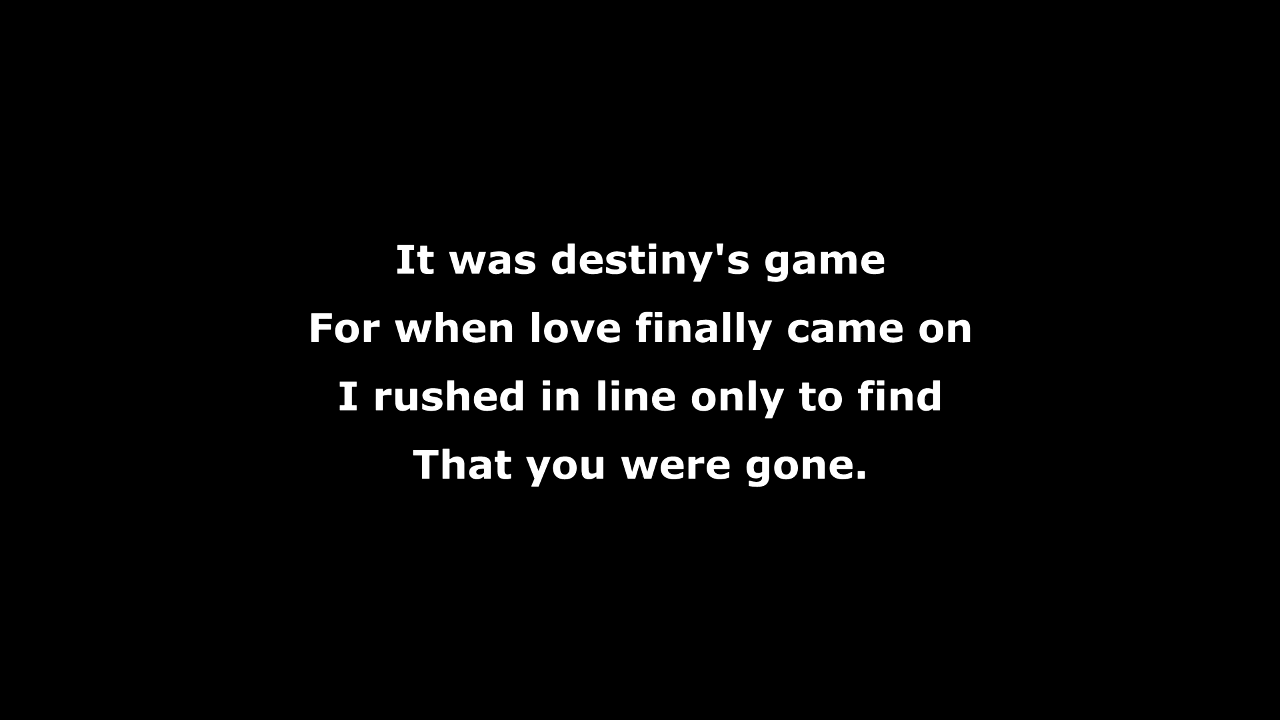 It was destiny's game
For when love finally came on
I rushed in line only to find
That you were gone.